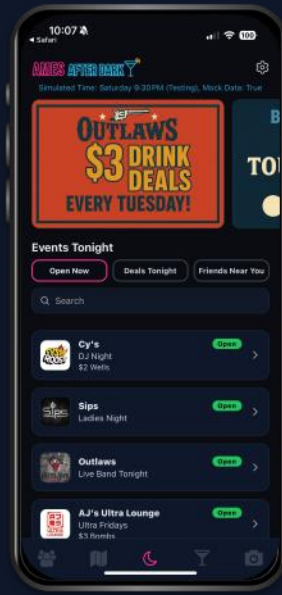 10:07
Safari
100
AMES AFTER DARK
Simulated Time: Saturday 9:30PM (Testing), Mock Data: True
OUTLAWS
$3 DRINK
DEALS
EVERY TUESDAY!
B
TOU
Events Tonight
Open Now
Deals Tonight
Friends Near You
Search
Cy's
Open
DJ Night
$2 Wells
Sips
Open
Ladies Night
Outlaws
Open
Live Band Tonight
AJ's Ultra Lounge
Open
Ultra Fridays
$3 Bombs